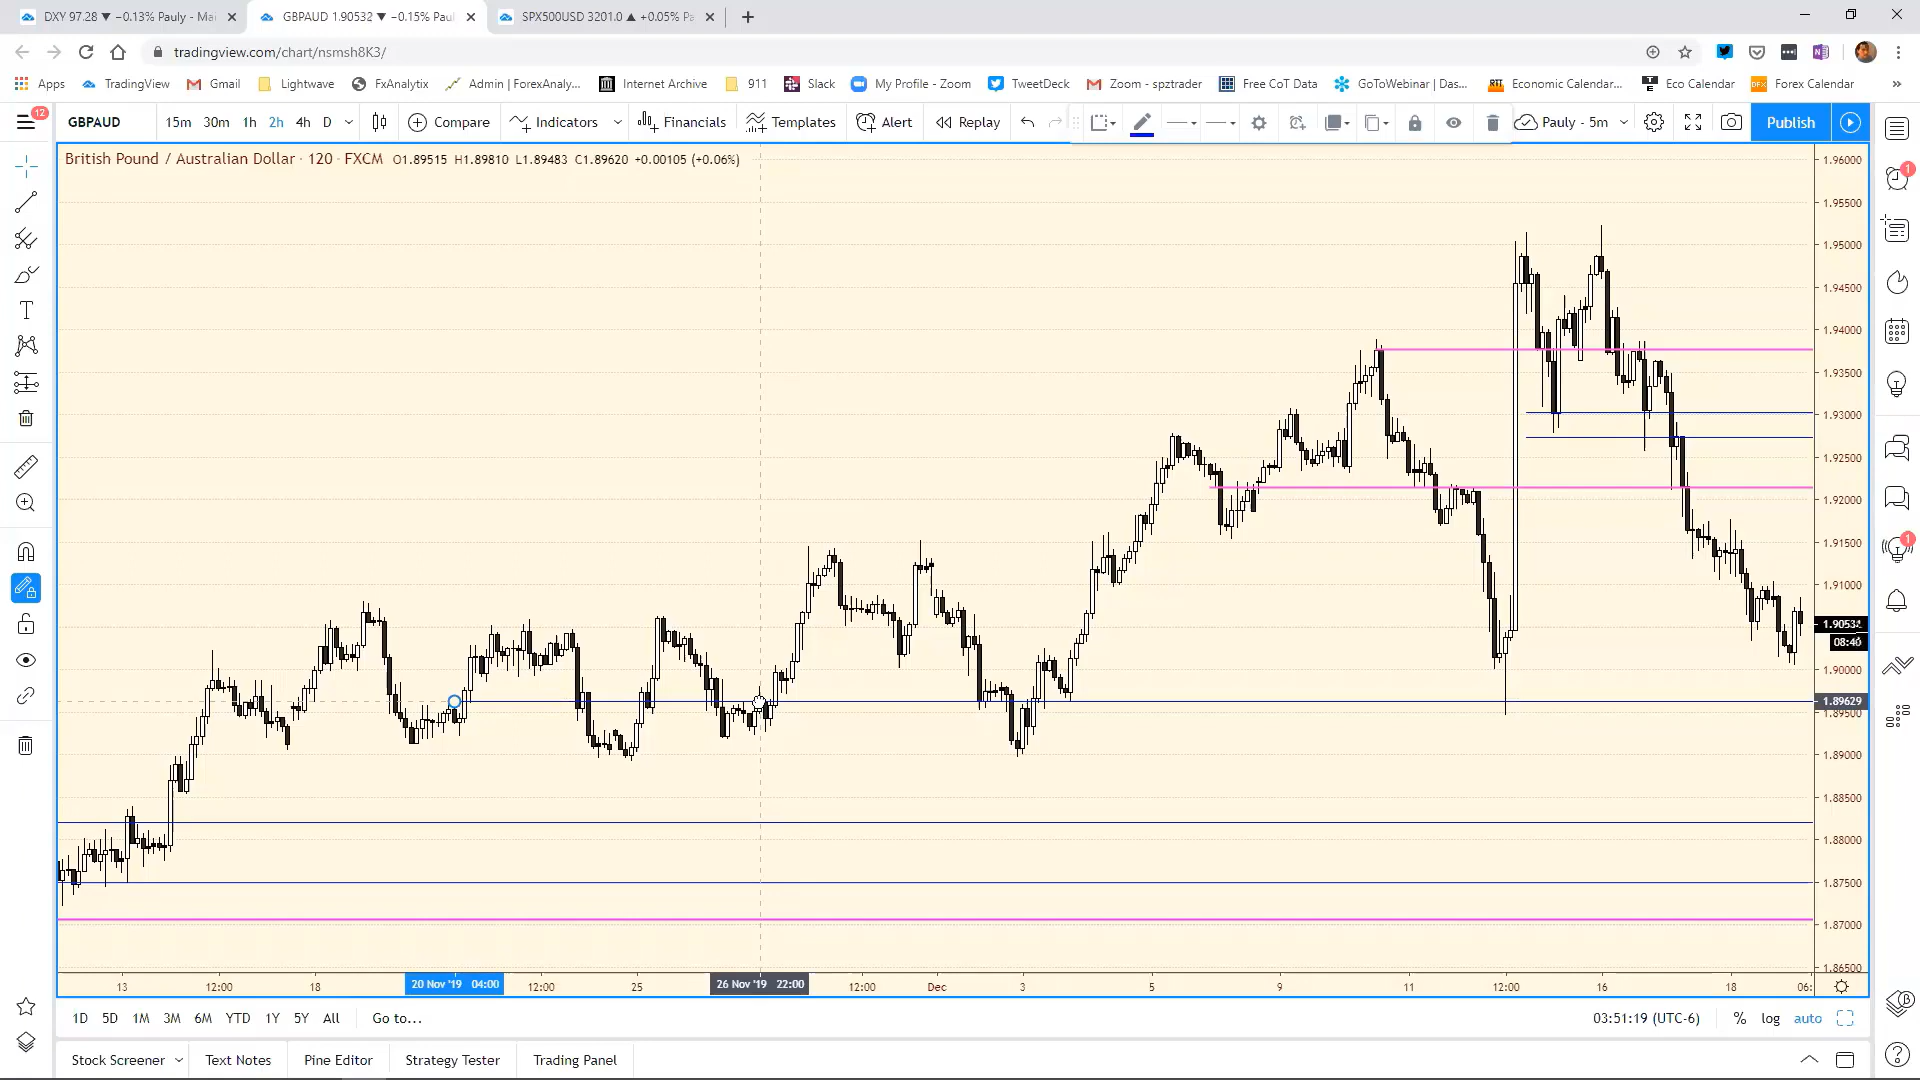 DXY 97.28 ▼ −0.13% Pauly - Mai
GBPAUD 1.90532 ▼ −0.15% Paul
SPX500USD 3201.0 ▲ +0.05% Pa
tradingview.com/chart/nsmsh8K3/
Apps TradingView Gmail Lightwave FxAnalytix Admin | ForexAnaly... Internet Archive 911 Slack My Profile - Zoom TweetDeck Zoom - spztrader Free CoT Data GoToWebinar | Das... Economic Calendar... Eco Calendar Forex Calendar »
12 GBPAUD 15m 30m 1h 2h 4h D Compare Indicators Financials Templates Alert Replay Pauly - 5m Publish
British Pound / Australian Dollar · 120 · FXCM O1.89515 H1.89810 L1.89483 C1.89620 +0.00105 (+0.06%)
1.96000
1
1.95500
1.95000
1.94500
1.94000
1.93500
1.93000
1.92500
1.92000
1.91500
1
1.91000
1.90532
08:40
1.90000
1.89629
1.89500
1.89000
1.88500
1.88000
1.87500
1.87000
1.86500
13 12:00 18 20 Nov '19 04:00 12:00 25 26 Nov '19 22:00 12:00 Dec 3 5 9 11 12:00 16 18 06:
1D 5D 1M 3M 6M YTD 1Y 5Y All Go to... 03:51:19 (UTC-6) % log auto
Stock Screener Text Notes Pine Editor Strategy Tester Trading Panel